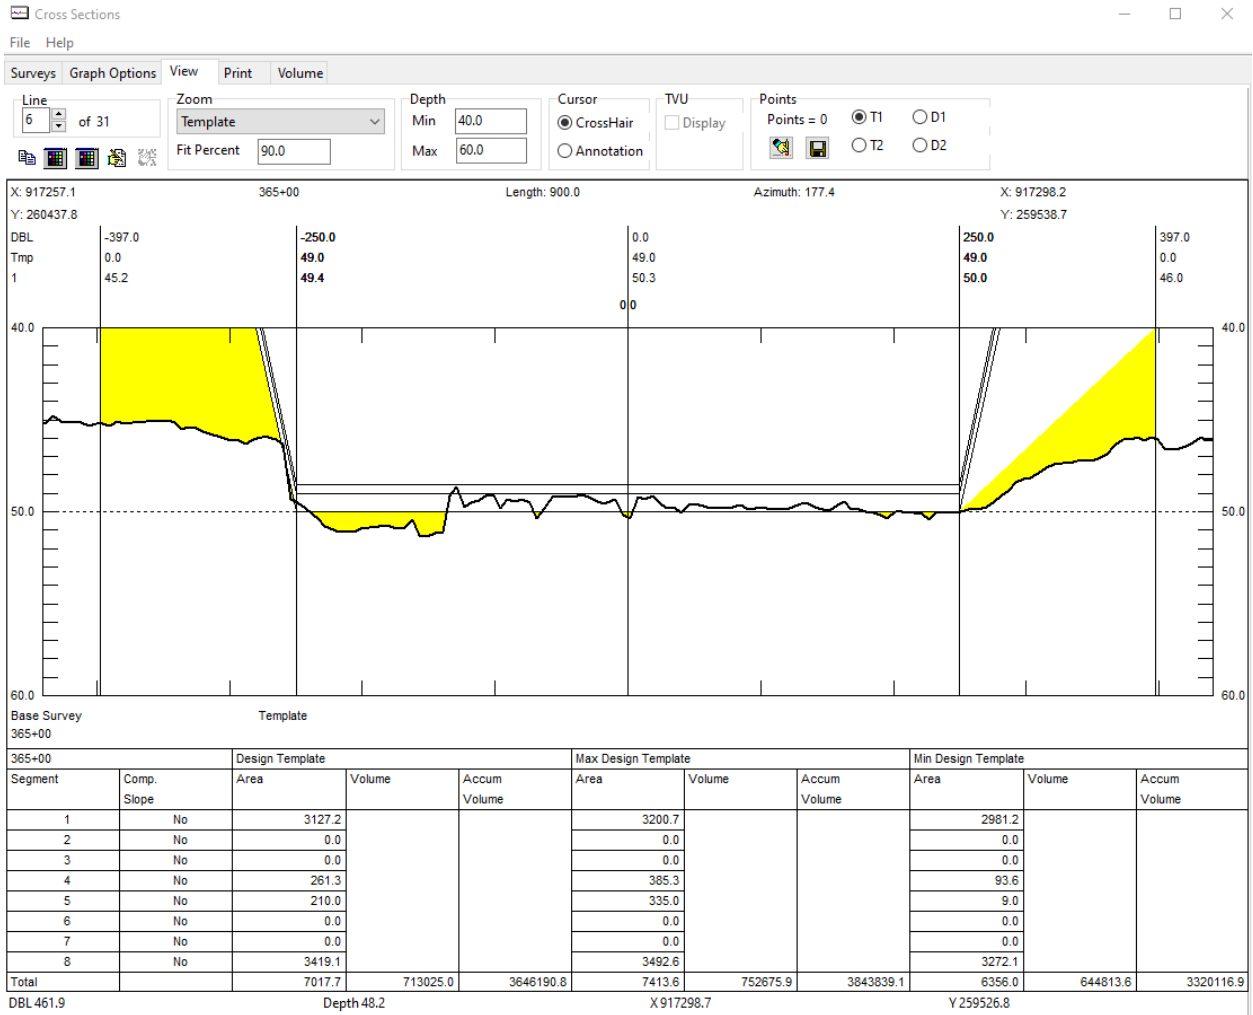 Cross Sections
File Help
Surveys Graph Options View Print Volume
Line Zoom Depth Cursor TVU Points
6 of 31 Template Min 40.0 CrossHair Display Points = 0 T1 D1
Fit Percent 90.0 Max 60.0 Annotation T2 D2
X: 917257.1 365+00 Length: 900.0 Azimuth: 177.4 X: 917298.2
Y: 260437.8 Y: 259538.7
DBL -397.0 -250.0 0.0 250.0 397.0
Tmp 0.0 49.0 49.0 49.0 0.0
1 45.2 49.4 50.3 50.0 46.0
0.0
40.0 40.0
50.0 50.0
60.0 60.0
Base Survey Template
365+00
365+00 Design Template Max Design Template Min Design Template
Segment Comp. Area Volume Accum Area Volume Accum Area Volume Accum
Slope Volume Volume Volume
1 No 3127.2 3200.7 2981.2
2 No 0.0 0.0 0.0
3 No 0.0 0.0 0.0
4 No 261.3 385.3 93.6
5 No 210.0 335.0 9.0
6 No 0.0 0.0 0.0
7 No 0.0 0.0 0.0
8 No 3419.1 3492.6 3272.1
Total 7017.7 713025.0 3646190.8 7413.6 752675.9 3843839.1 6356.0 644813.6 3320116.9
DBL 461.9 Depth 48.2 X 917298.7 Y 259526.8